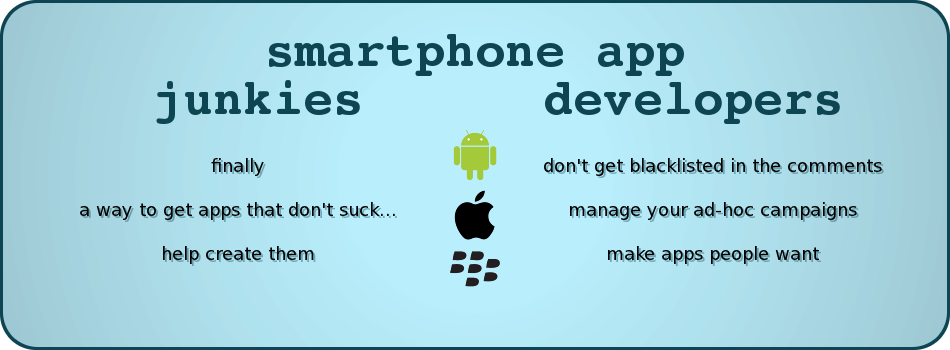 smartphone app
junkies developers
finally
a way to get apps that don't suck...
help create them
don't get blacklisted in the comments
manage your ad-hoc campaigns
make apps people want